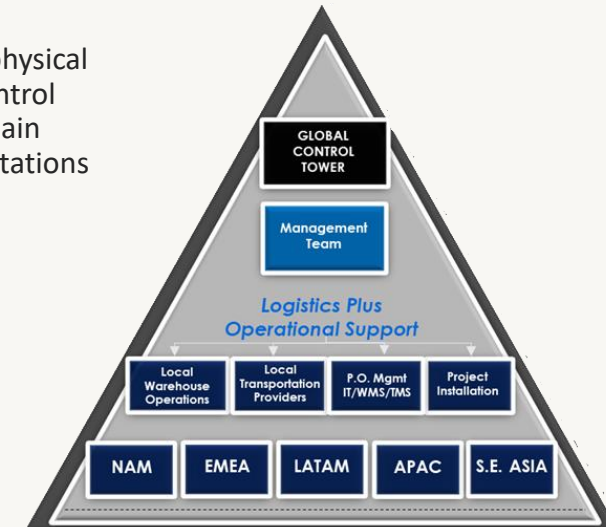 physical
ntrol
ain
tations
GLOBAL
CONTROL
TOWER
Management
Team
Logistics Plus
Operational Support
Local
Warehouse
Operations
Local
Transportation
Providers
P.O. Mgmt
IT/WMS/TMS
Project
Installation
NAM
EMEA
LATAM
APAC
S.E. ASIA